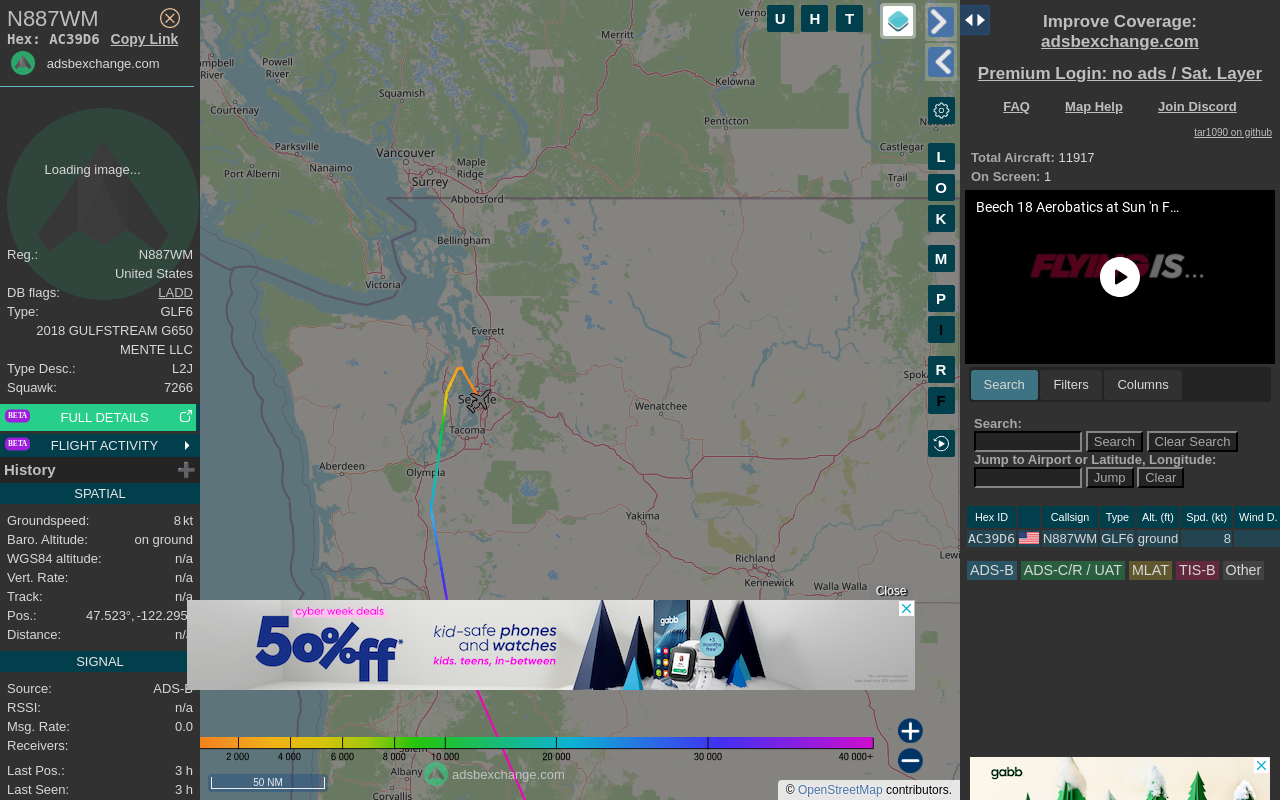 N887WM
Hex: AC39D6 Copy Link
adsbexchange.com
Loading image...
Reg.: N887WM
United States
DB flags: LADD
Type: GLF6
2018 GULFSTREAM G650
MENTE LLC
Type Desc.: L2J
Squawk: 7266
BETA FULL DETAILS
BETA FLIGHT ACTIVITY
History
SPATIAL
Groundspeed: 8 kt
Baro. Altitude: on ground
WGS84 altitude: n/a
Vert. Rate: n/a
Track: n/a
Pos.: 47.523°, -122.295°
Distance: n/a
SIGNAL
Source: ADS-B
RSSI: n/a
Msg. Rate: 0.0
Receivers:
Last Pos.: 3 h
Last Seen: 3 h
U H T
Merritt
Powell
River
Kelowna
Squamish
Courtenay
Penticton
Parksville
Vancouver
Castlegar
Nanaimo
Maple
Ridge
Port Alberni
Surrey
Trail
Abbotsford
Bellingham
Victoria
Everett
Seattle
Wenatchee
Tacoma
Aberdeen
Olympia
Yakima
Richland
Kennewick
Walla Walla
Albany
Corvallis
L
O
K
M
P
I
R
F
Close
cyber week deals
50% off*
kid-safe phones
and watches
kids. teens, in-between
gabb
+3
months
free*
2 000 4 000 6 000 8 000 10 000 20 000 30 000 40 000+
adsbexchange.com
50 NM
© OpenStreetMap contributors.
Improve Coverage:
adsbexchange.com
Premium Login: no ads / Sat. Layer
FAQ Map Help Join Discord
tar1090 on github
Total Aircraft: 11917
On Screen: 1
Beech 18 Aerobatics at Sun 'n F...
FLYING IS...
Search Filters Columns
Search:
Search Clear Search
Jump to Airport or Latitude, Longitude:
Jump Clear
Hex ID Callsign Type Alt. (ft) Spd. (kt) Wind D.
AC39D6 N887WM GLF6 ground 8
ADS-B ADS-C/R / UAT MLAT TIS-B Other
gabb